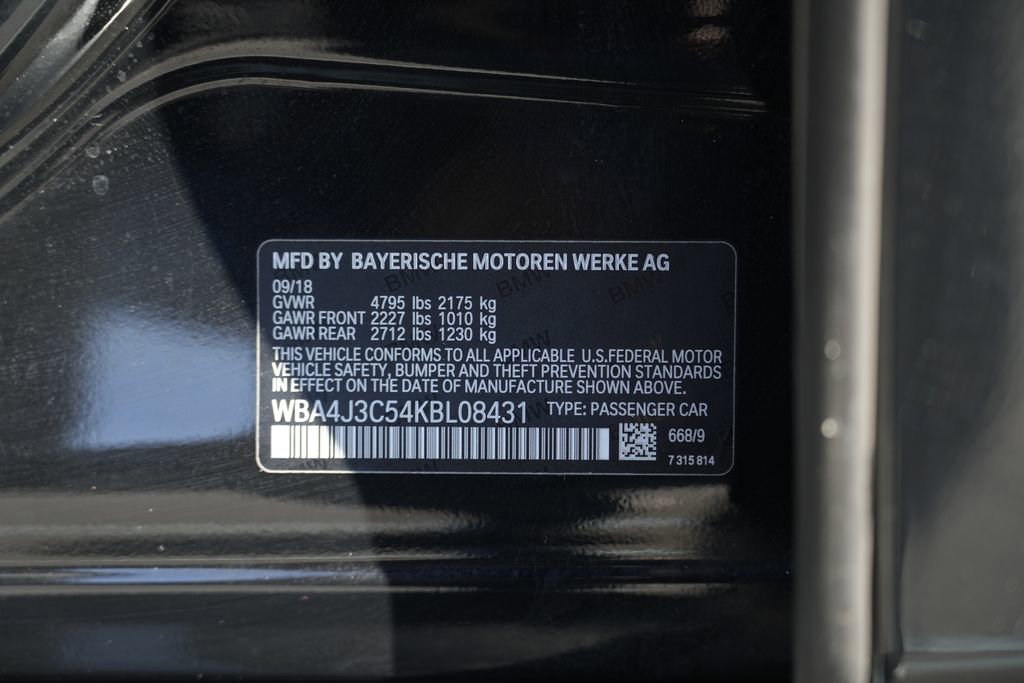 MFD BY BAYERISCHE MOTOREN WERKE AG
09/18
GVWR 4795 lbs 2175 kg
GAWR FRONT 2227 lbs 1010 kg
GAWR REAR 2712 lbs 1230 kg
THIS VEHICLE CONFORMS TO ALL APPLICABLE U.S.FEDERAL MOTOR
VEHICLE SAFETY, BUMPER AND THEFT PREVENTION STANDARDS
IN EFFECT ON THE DATE OF MANUFACTURE SHOWN ABOVE.
WBA4J3C54KBL08431 TYPE: PASSENGER CAR
668/9
7 315 814